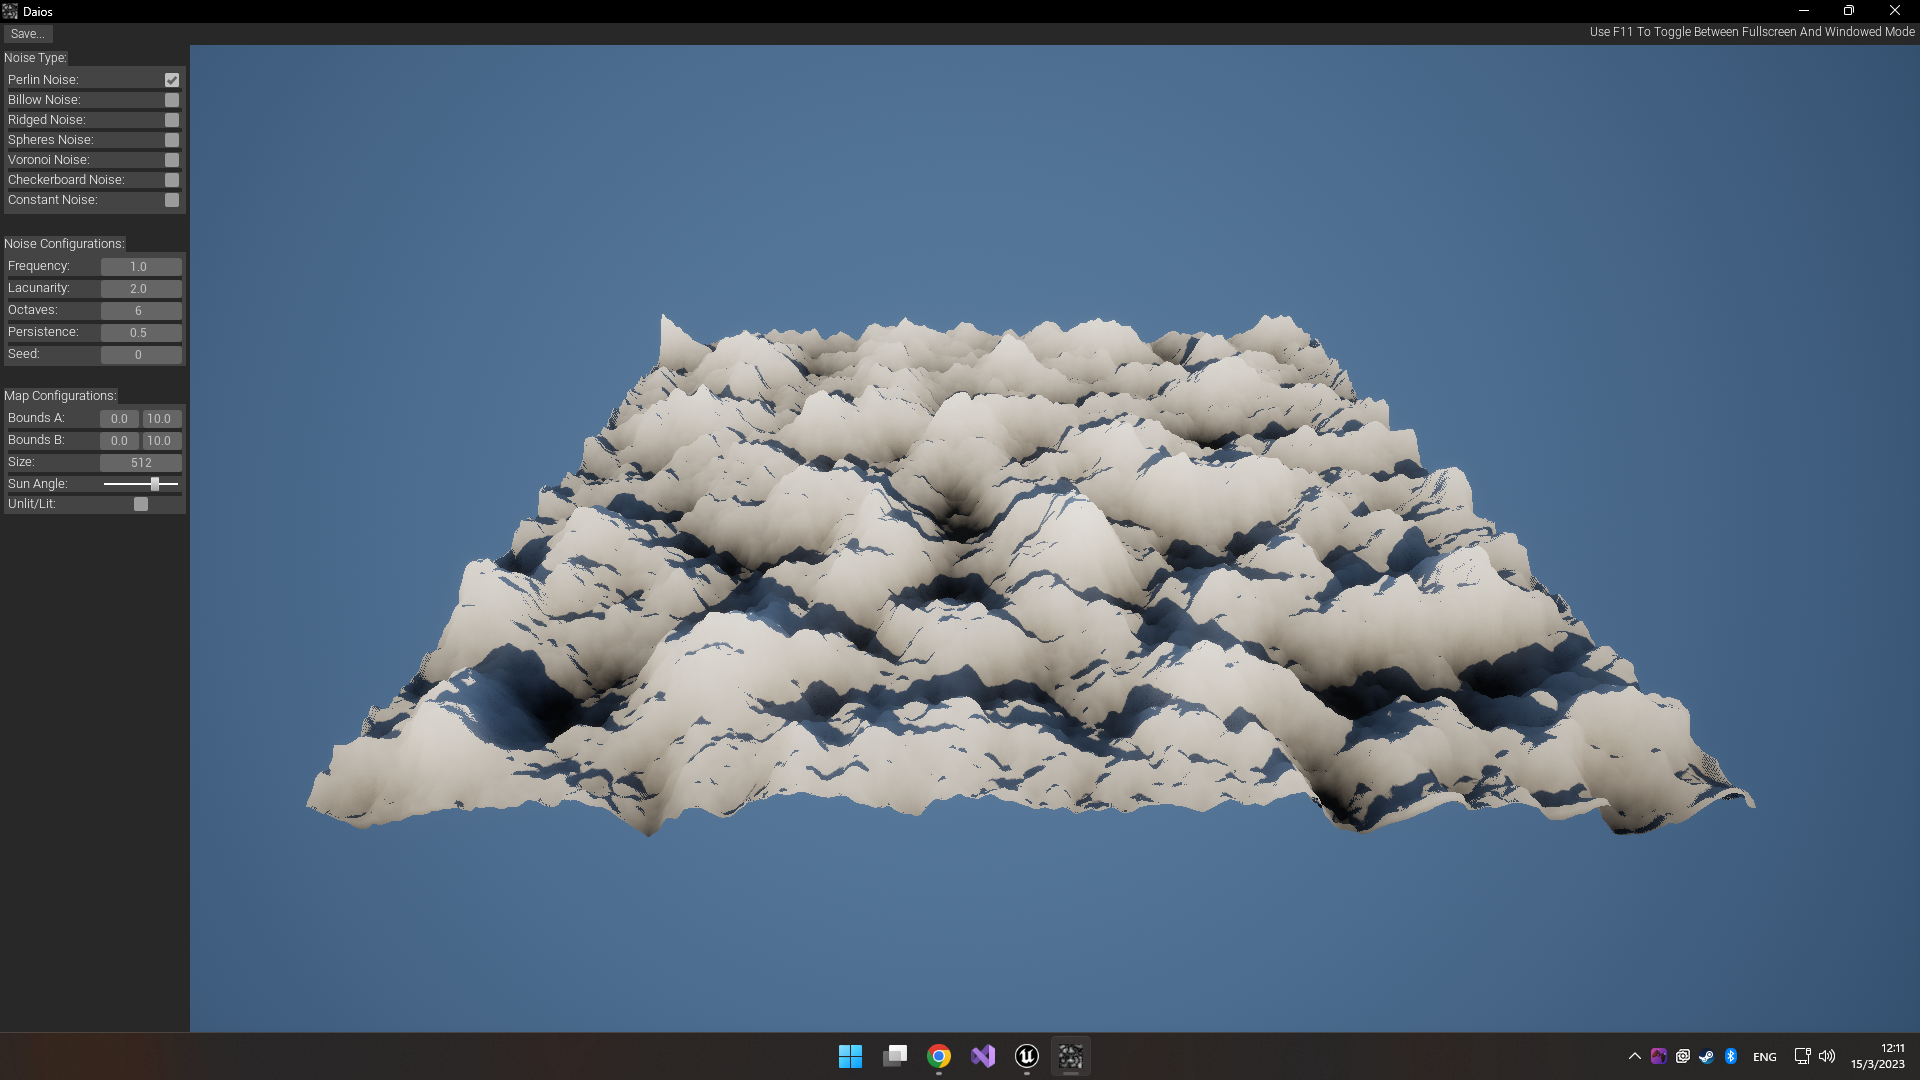 Daios
Save...
Use F11 To Toggle Between Fullscreen And Windowed Mode
Noise Type:
Perlin Noise:
Billow Noise:
Ridged Noise:
Spheres Noise:
Voronoi Noise:
Checkerboard Noise:
Constant Noise:
Noise Configurations:
Frequency: 1.0
Lacunarity: 2.0
Octaves: 6
Persistence: 0.5
Seed: 0
Map Configurations:
Bounds A: 0.0 10.0
Bounds B: 0.0 10.0
Size: 512
Sun Angle:
Unlit/Lit:
ENG
12:11
15/3/2023